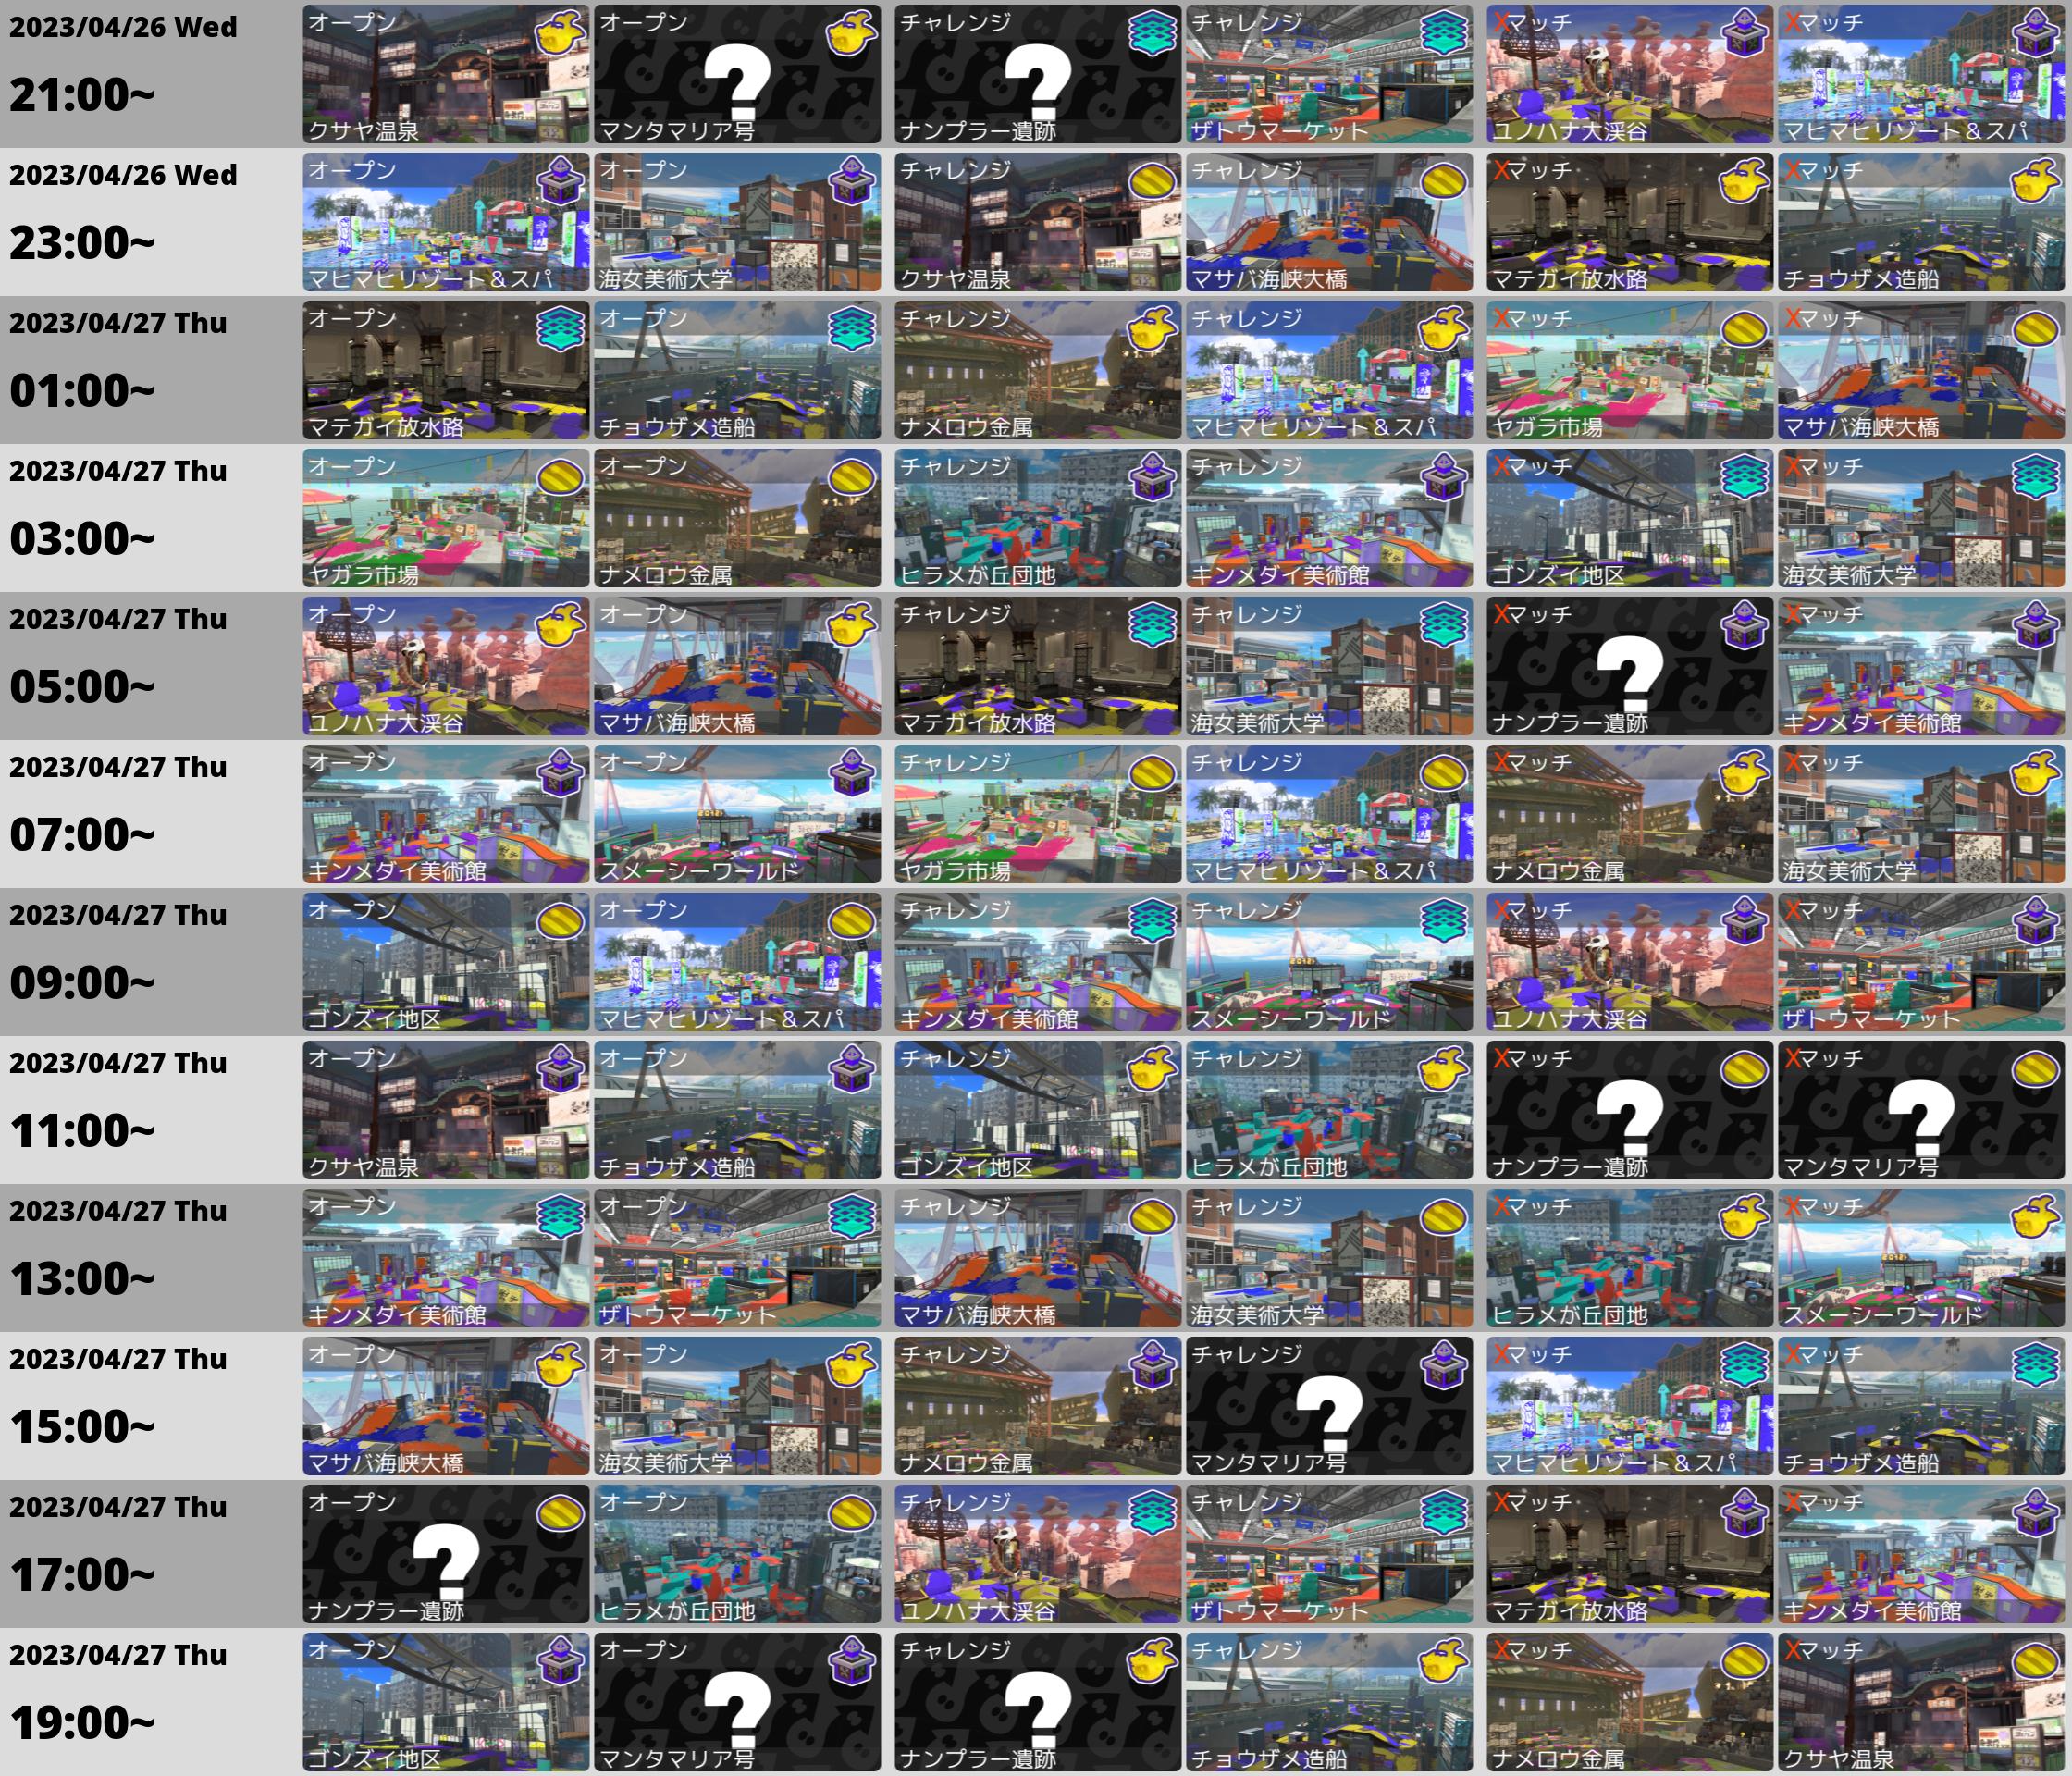 2023/04/26 Wed
21:00~
オープン オープン チャレンジ チャレンジ Xマッチ Xマッチ
クサヤ温泉 マンタマリア号 ナンプラー遺跡 ザトウマーケット ユノハナ大渓谷 マヒマヒリゾート&スパ
2023/04/26 Wed
23:00~
オープン オープン チャレンジ チャレンジ Xマッチ Xマッチ
マヒマヒリゾート&スパ 海女美術大学 クサヤ温泉 マサバ海峡大橋 マテガイ放水路 チョウザメ造船
2023/04/27 Thu
01:00~
オープン オープン チャレンジ チャレンジ Xマッチ Xマッチ
マテガイ放水路 チョウザメ造船 ナメロウ金属 マヒマヒリゾート&スパ ヤガラ市場 マサバ海峡大橋
2023/04/27 Thu
03:00~
オープン オープン チャレンジ チャレンジ Xマッチ Xマッチ
ヤガラ市場 ナメロウ金属 ヒラメが丘団地 キンメダイ美術館 ゴンズイ地区 海女美術大学
2023/04/27 Thu
05:00~
オープン オープン チャレンジ チャレンジ Xマッチ Xマッチ
ユノハナ大渓谷 マサバ海峡大橋 マテガイ放水路 海女美術大学 ナンプラー遺跡 キンメダイ美術館
2023/04/27 Thu
07:00~
オープン オープン チャレンジ チャレンジ Xマッチ Xマッチ
キンメダイ美術館 スメーシーワールド ヤガラ市場 マヒマヒリゾート&スパ ナメロウ金属 海女美術大学
2023/04/27 Thu
09:00~
オープン オープン チャレンジ チャレンジ Xマッチ Xマッチ
ゴンズイ地区 マヒマヒリゾート&スパ キンメダイ美術館 スメーシーワールド ユノハナ大渓谷 ザトウマーケット
2023/04/27 Thu
11:00~
オープン オープン チャレンジ チャレンジ Xマッチ Xマッチ
クサヤ温泉 チョウザメ造船 ゴンズイ地区 ヒラメが丘団地 ナンプラー遺跡 マンタマリア号
2023/04/27 Thu
13:00~
オープン オープン チャレンジ チャレンジ Xマッチ Xマッチ
キンメダイ美術館 ザトウマーケット マサバ海峡大橋 海女美術大学 ヒラメが丘団地 スメーシーワールド
2023/04/27 Thu
15:00~
オープン オープン チャレンジ チャレンジ Xマッチ Xマッチ
マサバ海峡大橋 海女美術大学 ナメロウ金属 マンタマリア号 マヒマヒリゾート&スパ チョウザメ造船
2023/04/27 Thu
17:00~
オープン オープン チャレンジ チャレンジ Xマッチ Xマッチ
ナンプラー遺跡 ヒラメが丘団地 ユノハナ大渓谷 ザトウマーケット マテガイ放水路 キンメダイ美術館
2023/04/27 Thu
19:00~
オープン オープン チャレンジ チャレンジ Xマッチ Xマッチ
ゴンズイ地区 マンタマリア号 ナンプラー遺跡 チョウザメ造船 ナメロウ金属 クサヤ温泉